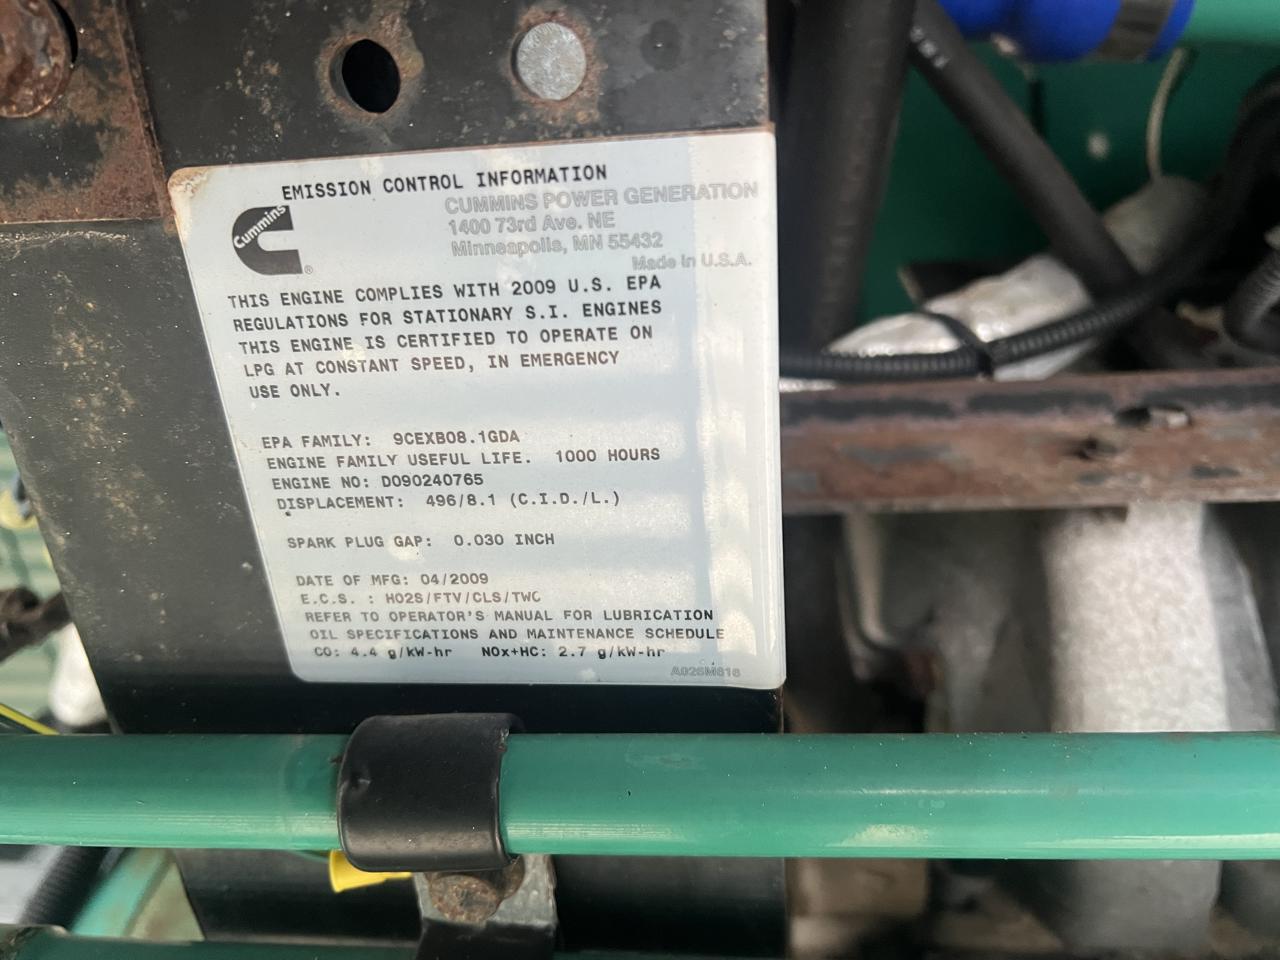 EMISSION CONTROL INFORMATION
Cummins
CUMMINS POWER GENERATION
1400 73rd Ave. NE
Minneapolis, MN 55432
Made in U.S.A.
®
THIS ENGINE COMPLIES WITH 2009 U.S. EPA
REGULATIONS FOR STATIONARY S.I. ENGINES
THIS ENGINE IS CERTIFIED TO OPERATE ON
LPG AT CONSTANT SPEED, IN EMERGENCY
USE ONLY.
EPA FAMILY: 9CEXB08.1GDA
ENGINE FAMILY USEFUL LIFE. 1000 HOURS
ENGINE NO: D090240765
DISPLACEMENT: 496/8.1 (C.I.D./L.)
SPARK PLUG GAP: 0.030 INCH
DATE OF MFG: 04/2009
E.C.S. : HO2S/FTV/CLS/TWC
REFER TO OPERATOR'S MANUAL FOR LUBRICATION
OIL SPECIFICATIONS AND MAINTENANCE SCHEDULE
CO: 4.4 g/kW-hr NOx+HC: 2.7 g/kW-hr